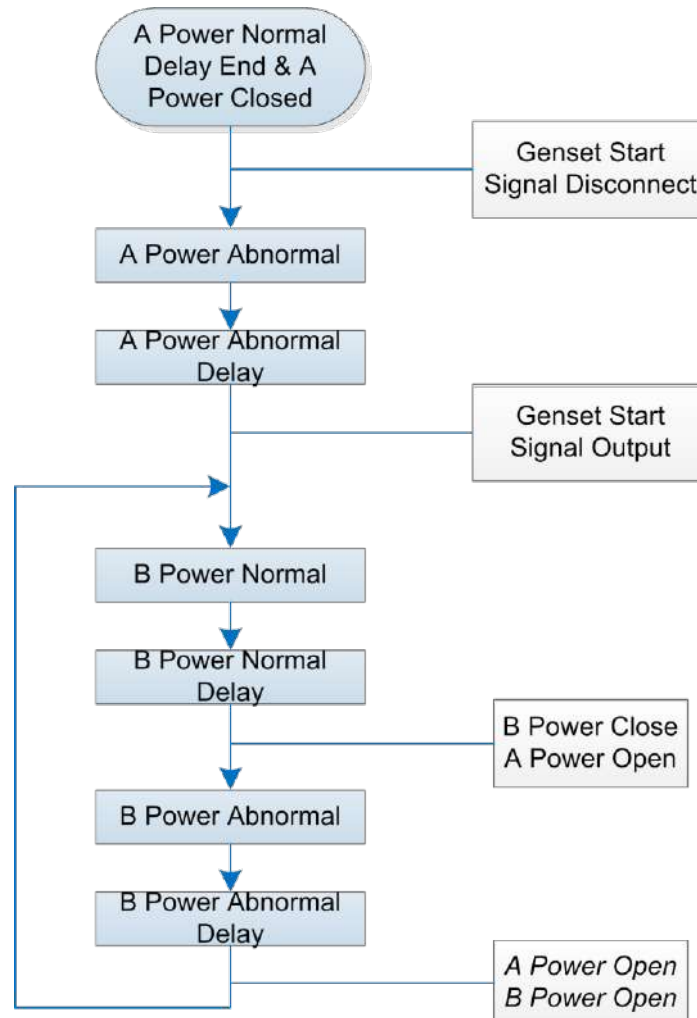 A Power Normal
Delay End & A
Power Closed
Genset Start
Signal Disconnect
A Power Abnormal
A Power Abnormal
Delay
Genset Start
Signal Output
B Power Normal
B Power Normal
Delay
B Power Close
A Power Open
B Power Abnormal
B Power Abnormal
Delay
A Power Open
B Power Open